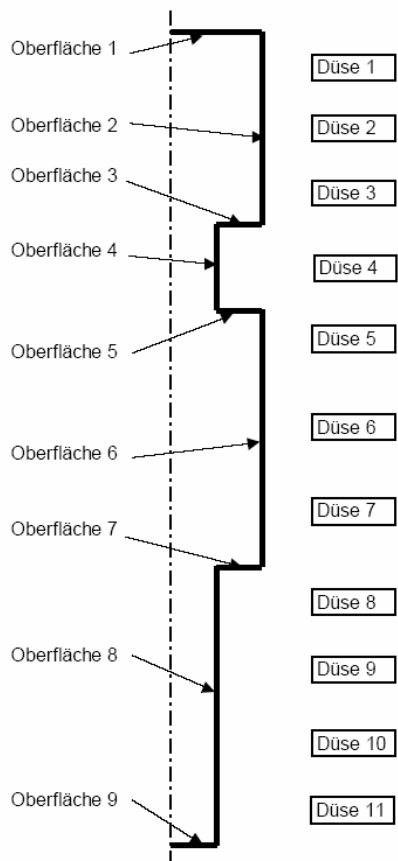 Oberfläche 1
Düse 1
Oberfläche 2
Düse 2
Oberfläche 3
Düse 3
Oberfläche 4
Düse 4
Oberfläche 5
Düse 5
Oberfläche 6
Düse 6
Oberfläche 7
Düse 7
Düse 8
Oberfläche 8
Düse 9
Düse 10
Oberfläche 9
Düse 11